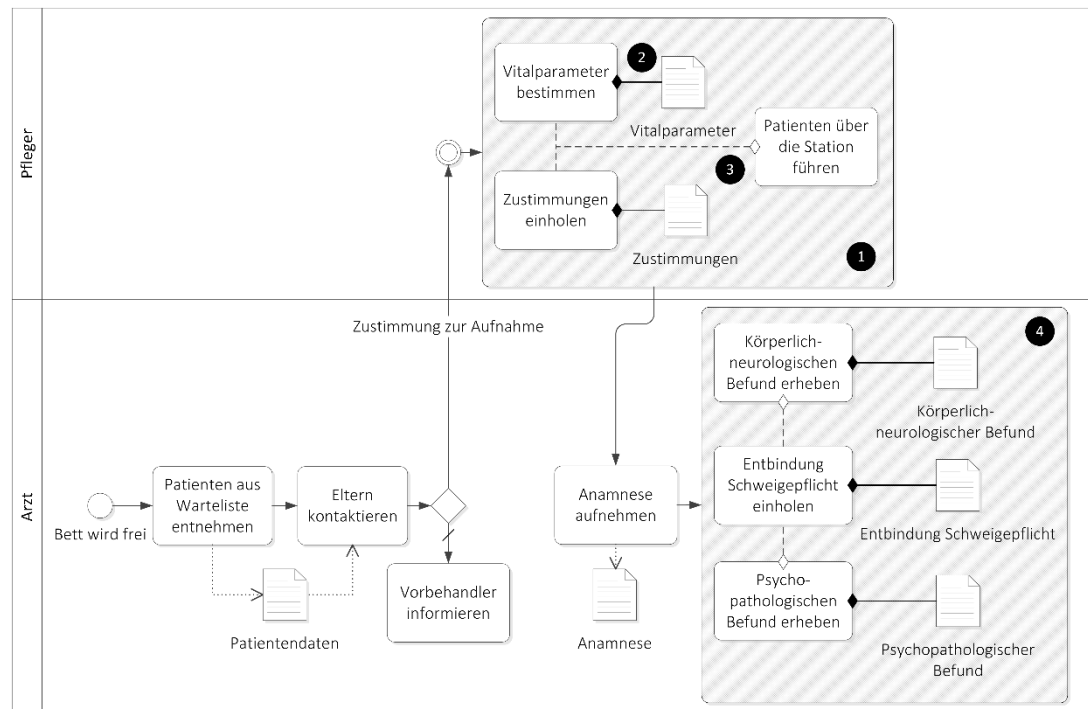 Pfleger
Vitalparameter
bestimmen
2
Vitalparameter
Patienten über
die Station
führen
3
Zustimmungen
einholen
Zustimmungen
1
Arzt
Zustimmung zur Aufnahme
Bett wird frei
Patienten aus
Warteliste
entnehmen
Eltern
kontaktieren
Patientendaten
Vorbehandler
informieren
Anamnese
aufnehmen
Anamnese
4
Körperlich-
neurologischen
Befund erheben
Körperlich-
neurologischer Befund
Entbindung
Schweigepflicht
einholen
Entbindung Schweigepflicht
Psycho-
pathologischen
Befund erheben
Psychopathologischer
Befund